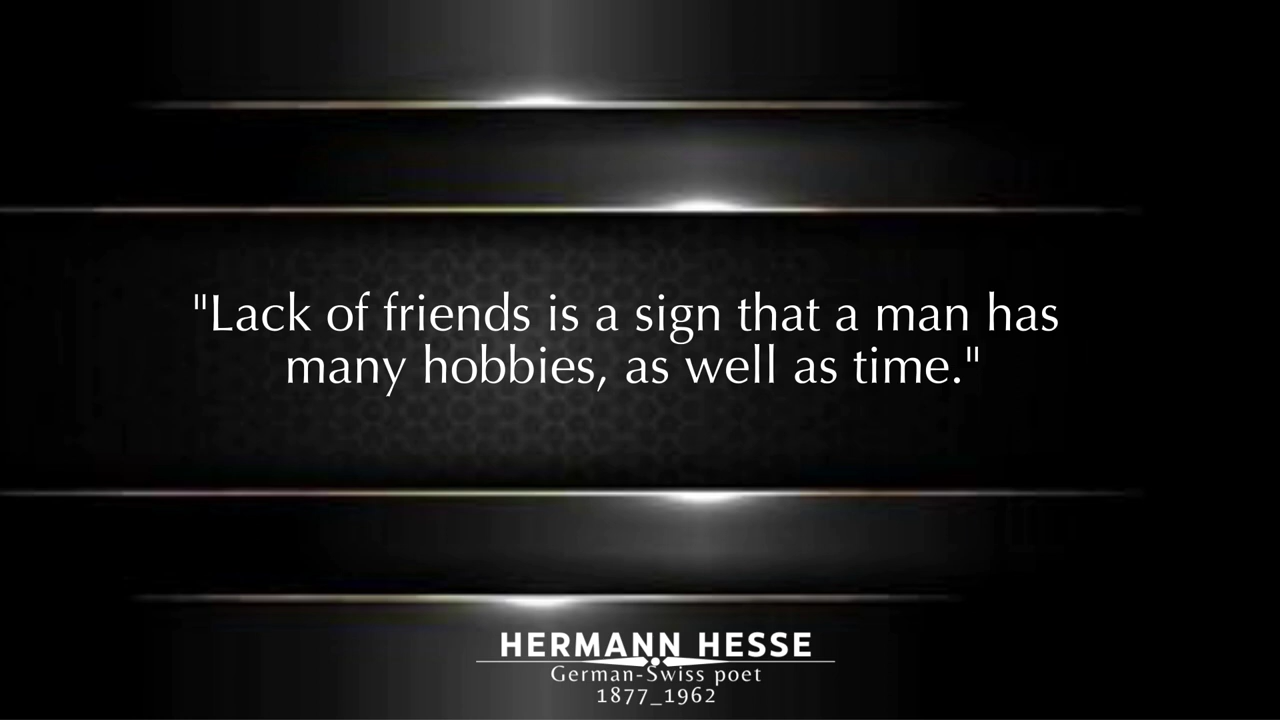 "Lack of friends is a sign that a man has
many hobbies, as well as time."
HERMANN HESSE
German-Swiss poet
1877_1962